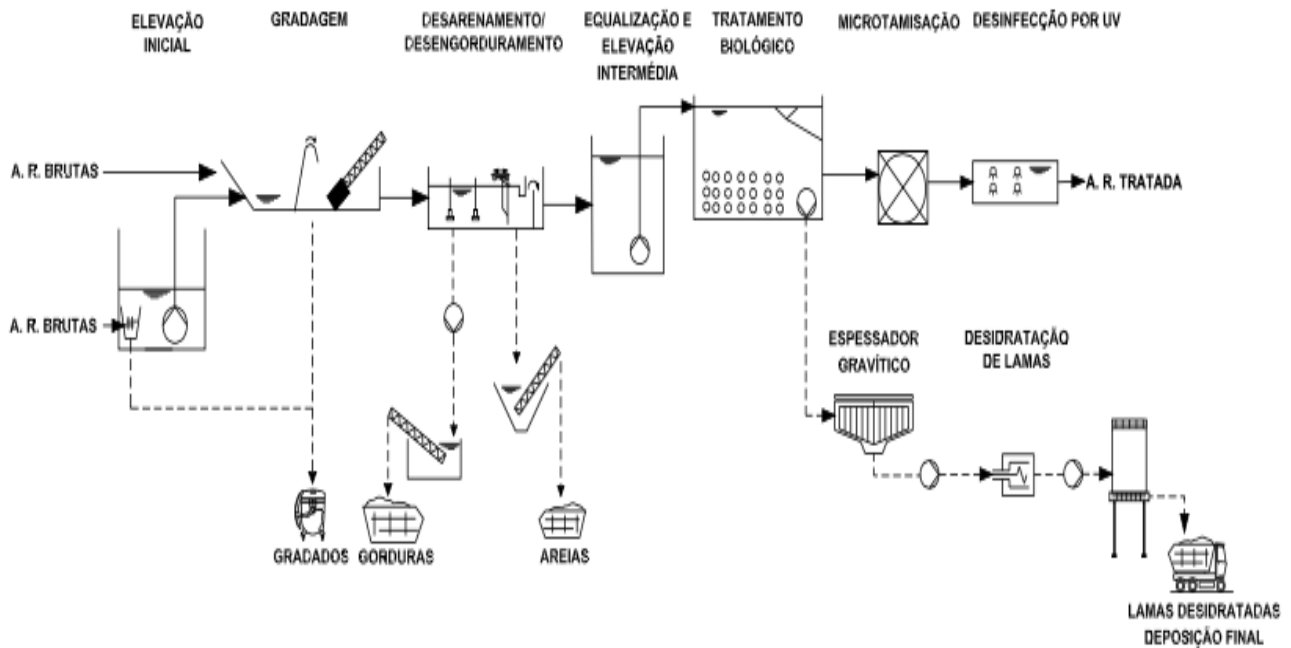 ELEVAÇÃO
INICIAL
GRADAGEM
DESARENAMENTO/
DESENGORDURAMENTO
EQUALIZAÇÃO E
ELEVAÇÃO
INTERMÉDIA
TRATAMENTO
BIOLÓGICO
MICROTAMISAÇÃO
DESINFECÇÃO POR UV
A. R. BRUTAS
A. R. TRATADA
A. R. BRUTAS
ESPESSADOR
GRAVÍTICO
DESIDRATAÇÃO
DE LAMAS
GRADADOS
GORDURAS
AREIAS
LAMAS DESIDRATADAS
DEPOSIÇÃO FINAL